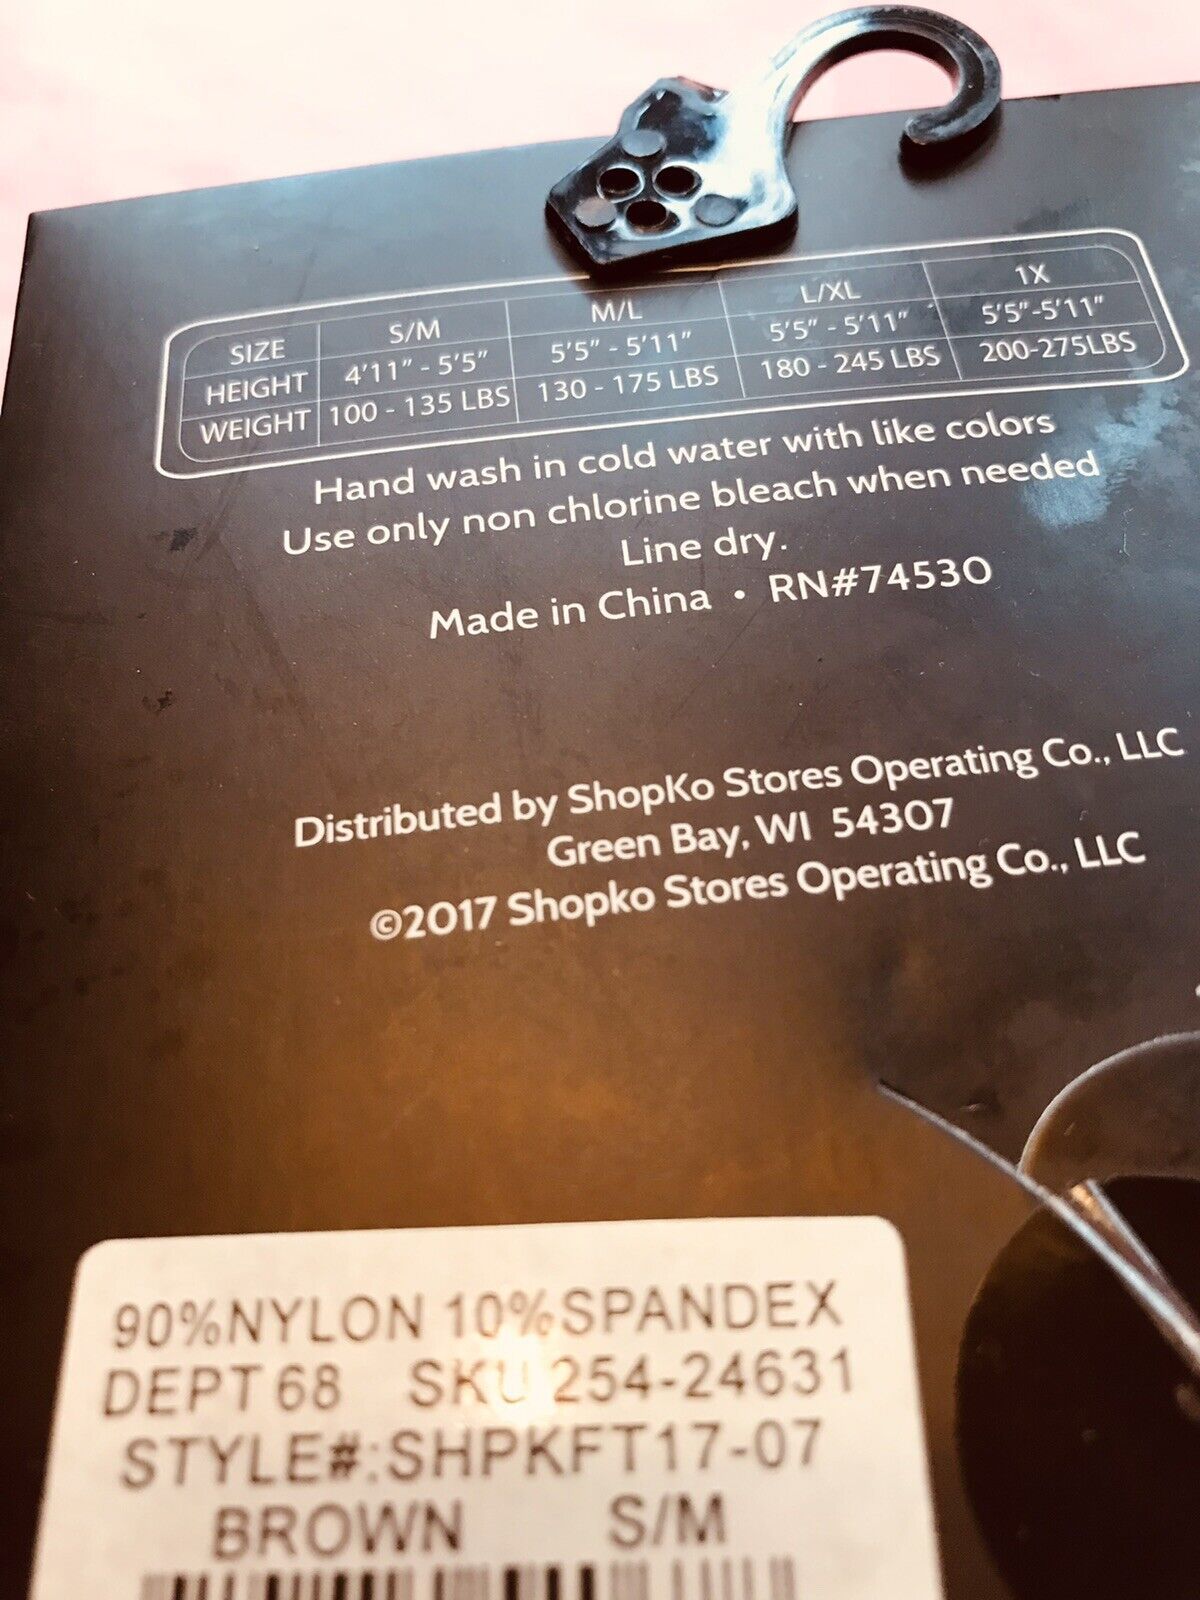 SIZE S/M M/L L/XL 1X
HEIGHT 4'11" - 5'5" 5'5" - 5'11" 5'5" - 5'11" 5'5"-5'11"
WEIGHT 100 - 135 LBS 130 - 175 LBS 180 - 245 LBS 200-275LBS
Hand wash in cold water with like colors
Use only non chlorine bleach when needed
Line dry.
Made in China • RN#74530
Distributed by ShopKo Stores Operating Co., LLC
Green Bay, WI 54307
©2017 Shopko Stores Operating Co., LLC
90%NYLON 10%SPANDEX
DEPT 68 SKU 254-24631
STYLE#:SHPKFT17-07
BROWN S/M